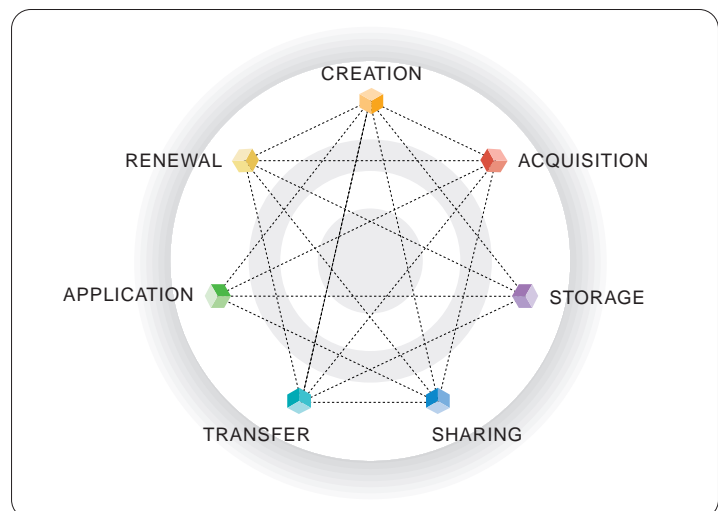 CREATION
RENEWAL
ACQUISITION
APPLICATION
STORAGE
TRANSFER
SHARING